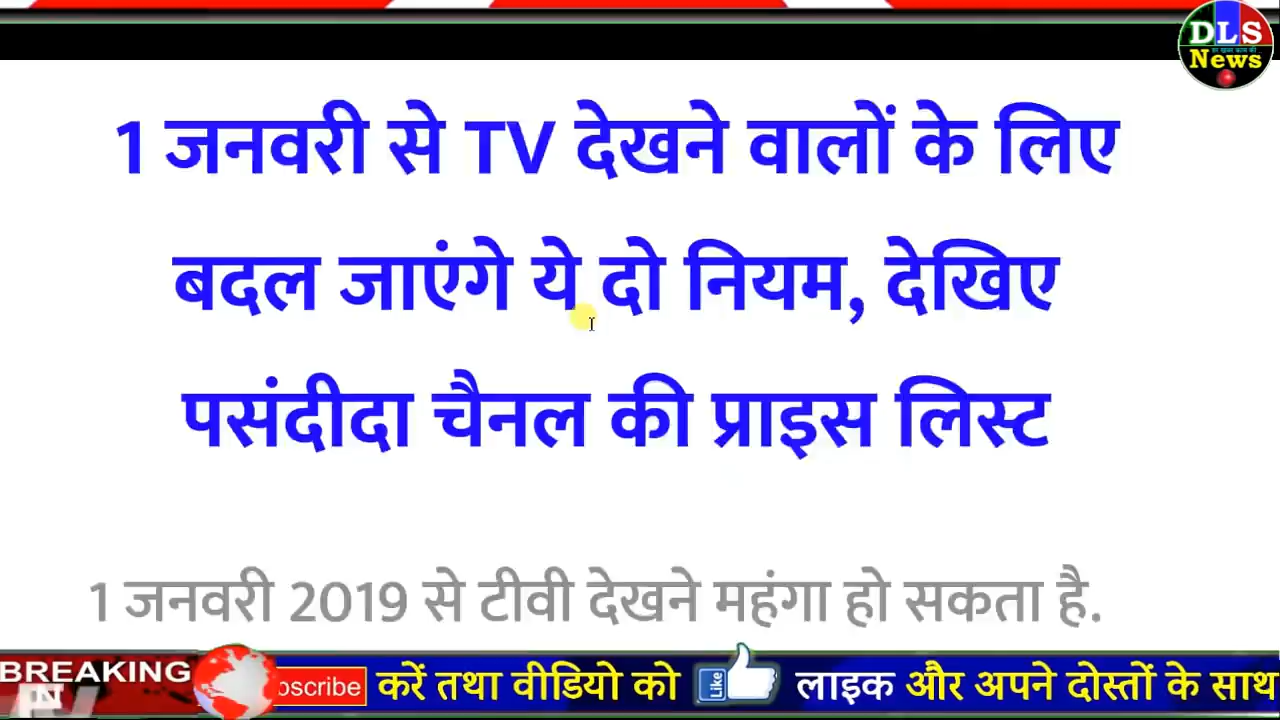 DLS
News
1 जनवरी से TV देखने वालों के लिए
बदल जाएंगे ये दो नियम, देखिए
पसंदीदा चैनल की प्राइस लिस्ट
1 जनवरी 2019 से टीवी देखने महंगा हो सकता है.
BREAKING
करें तथा वीडियो को Like लाइक और अपने दोस्तों के साथ